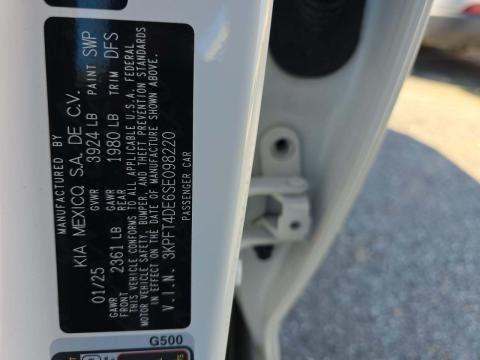 MANUFACTURED BY
KIA MEXICO, S.A. DE C.V.
01/25 GVWR 3924 LB PAINT SWP
GAWR FRONT 2361 LB GAWR REAR 1980 LB TRIM DFS
THIS VEHICLE CONFORMS TO ALL APPLICABLE U.S.A. FEDERAL
MOTOR VEHICLE SAFETY, BUMPER, AND THEFT PREVENTION STANDARDS
IN EFFECT ON THE DATE OF MANUFACTURE SHOWN ABOVE.
V.I.N. 3KPFT4DE6SE098220
PASSENGER CAR
G500